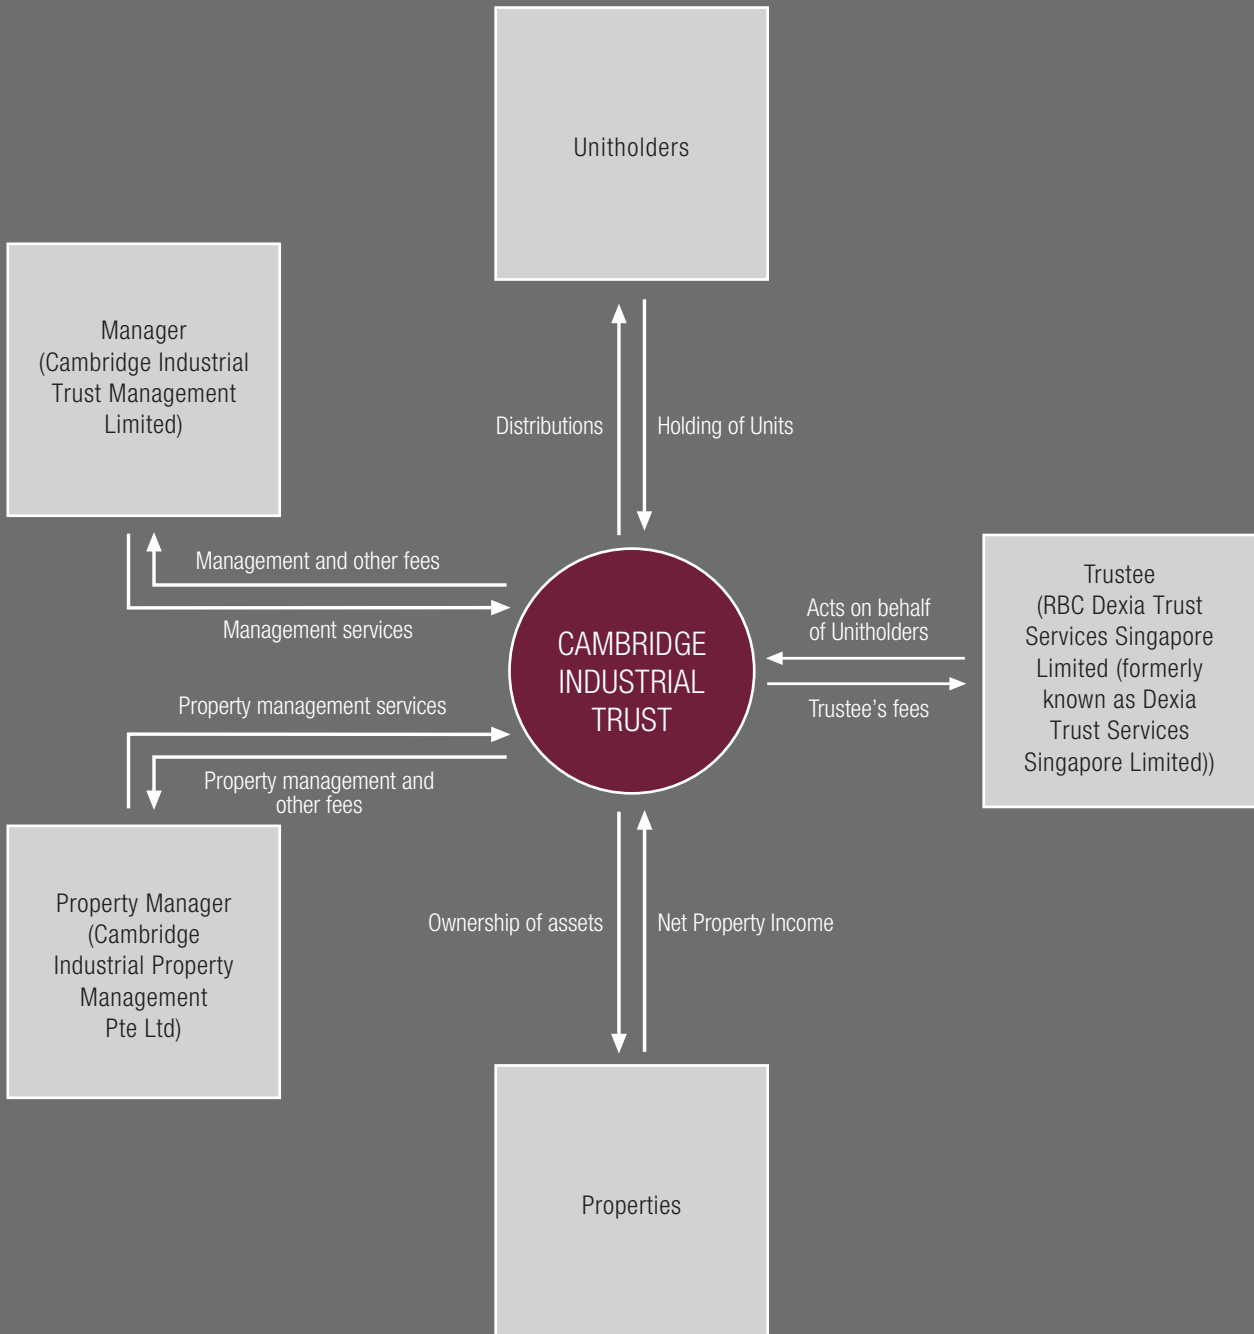 Unitholders
Manager
(Cambridge Industrial
Trust Management
Limited)
Distributions
Holding of Units
Management and other fees
Management services
CAMBRIDGE
INDUSTRIAL
TRUST
Acts on behalf
of Unitholders
Trustee's fees
Trustee
(RBC Dexia Trust
Services Singapore
Limited (formerly
known as Dexia
Trust Services
Singapore Limited))
Property management services
Property management and
other fees
Property Manager
(Cambridge
Industrial Property
Management
Pte Ltd)
Ownership of assets
Net Property Income
Properties